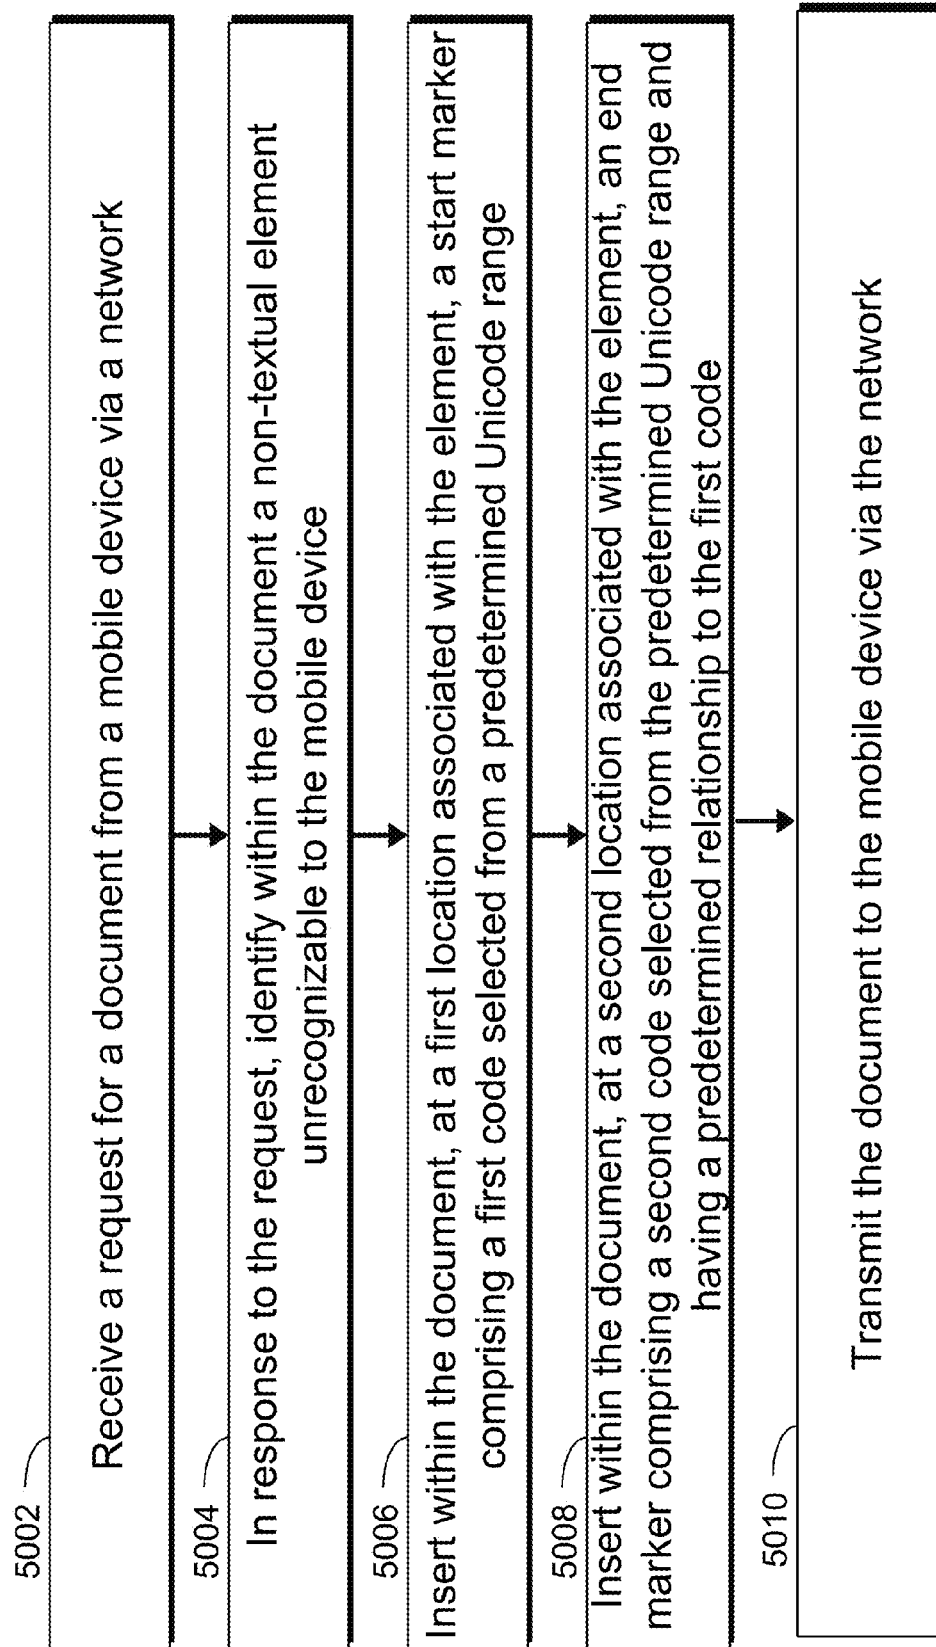 5002
Receive a request for a document from a mobile device via a network
5004
In response to the request, identify within the document a non-textual element
unrecognizable to the mobile device
5006
Insert within the document, at a first location associated with the element, a start marker
comprising a first code selected from a predetermined Unicode range
5008
Insert within the document, at a second location associated with the element, an end
marker comprising a second code selected from the predetermined Unicode range and
having a predetermined relationship to the first code
5010
Transmit the document to the mobile device via the network